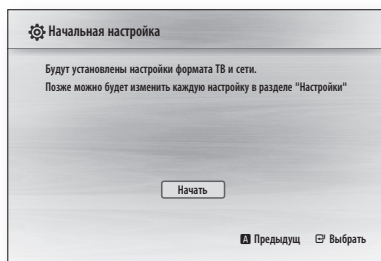 Начальная настройка
Будут установлены настройки формата ТВ и сети.
Позже можно будет изменить каждую настройку в разделе "Настройки"
Начать
A Предыдущ Выбрать